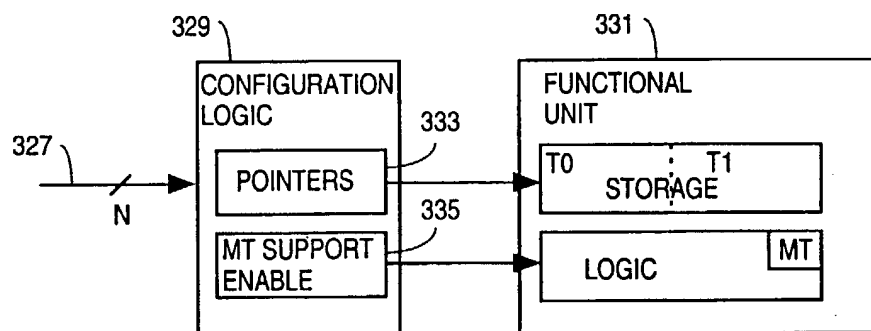 329
331
CONFIGURATION
LOGIC
FUNCTIONAL
UNIT
327
333
N
POINTERS
T0
T1
STORAGE
335
MT SUPPORT
ENABLE
MT
LOGIC